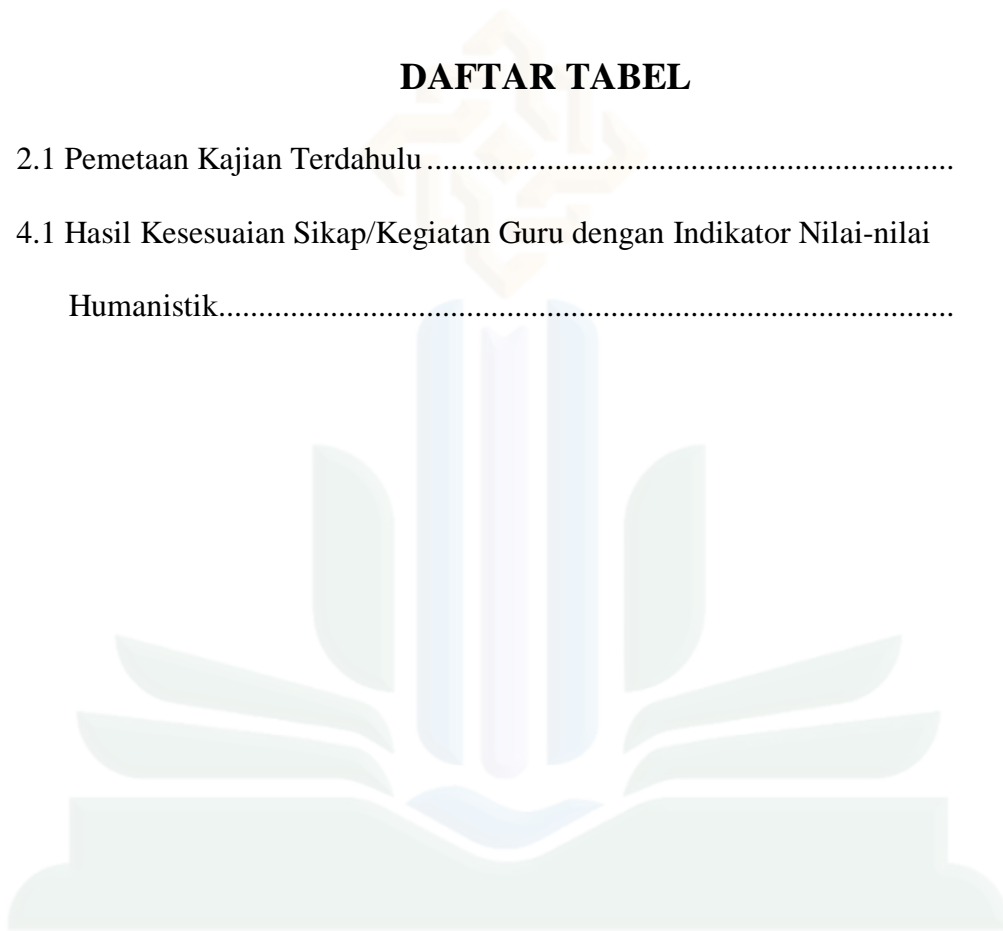 DAFTAR TABEL
2.1 Pemetaan Kajian Terdahulu..................................................................
4.1 Hasil Kesesuaian Sikap/Kegiatan Guru dengan Indikator Nilai-nilai
Humanistik............................................................................................